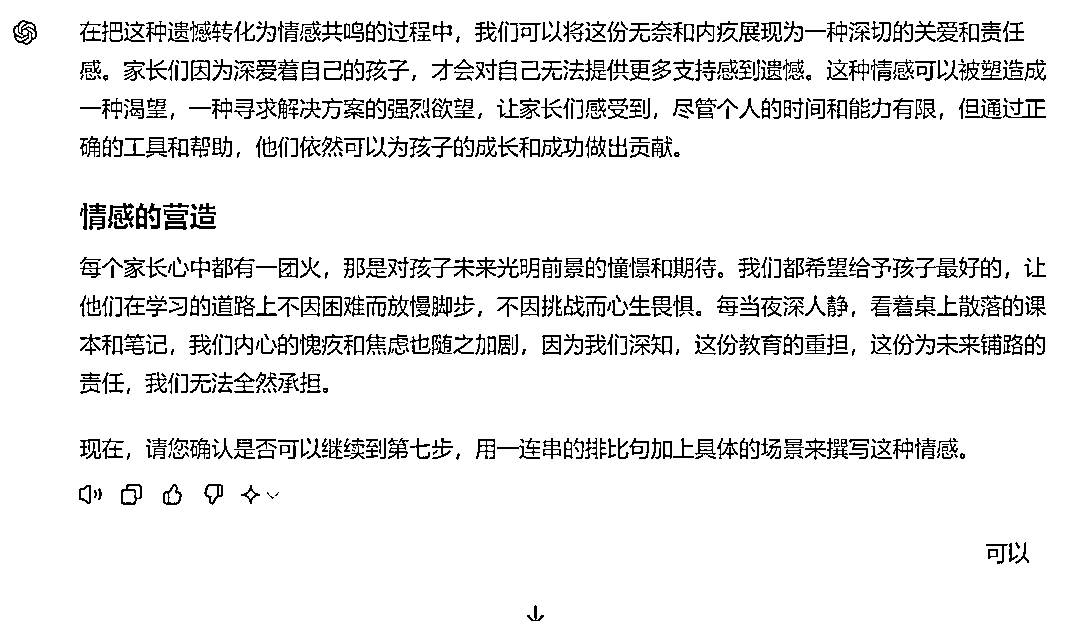 在把这种遗憾转化为情感共鸣的过程中，我们可以将这份无奈和内疚展现为一种深切的关爱和责任
感。家长们因为深爱着自己的孩子，才会对自己无法提供更多支持感到遗憾。这种情感可以被塑造成
一种渴望，一种寻求解决方案的强烈欲望，让家长们感受到，尽管个人的时间和能力有限，但通过正
确的工具和帮助，他们依然可以为孩子的成长和成功做出贡献。
情感的营造
每个家长心中都有一团火，那是对孩子未来光明前景的憧憬和期待。我们都希望给予孩子最好的，让
他们在学习的道路上不因困难而放慢脚步，不因挑战而心生畏惧。每当夜深人静，看着桌上散落的课
本和笔记，我们内心的愧疚和焦虑也随之加剧，因为我们深知，这份教育的重担，这份为未来铺路的
责任，我们无法全然承担。
现在，请您确认是否可以继续到第七步，用一连串的排比句加上具体的场景来撰写这种情感。
可以